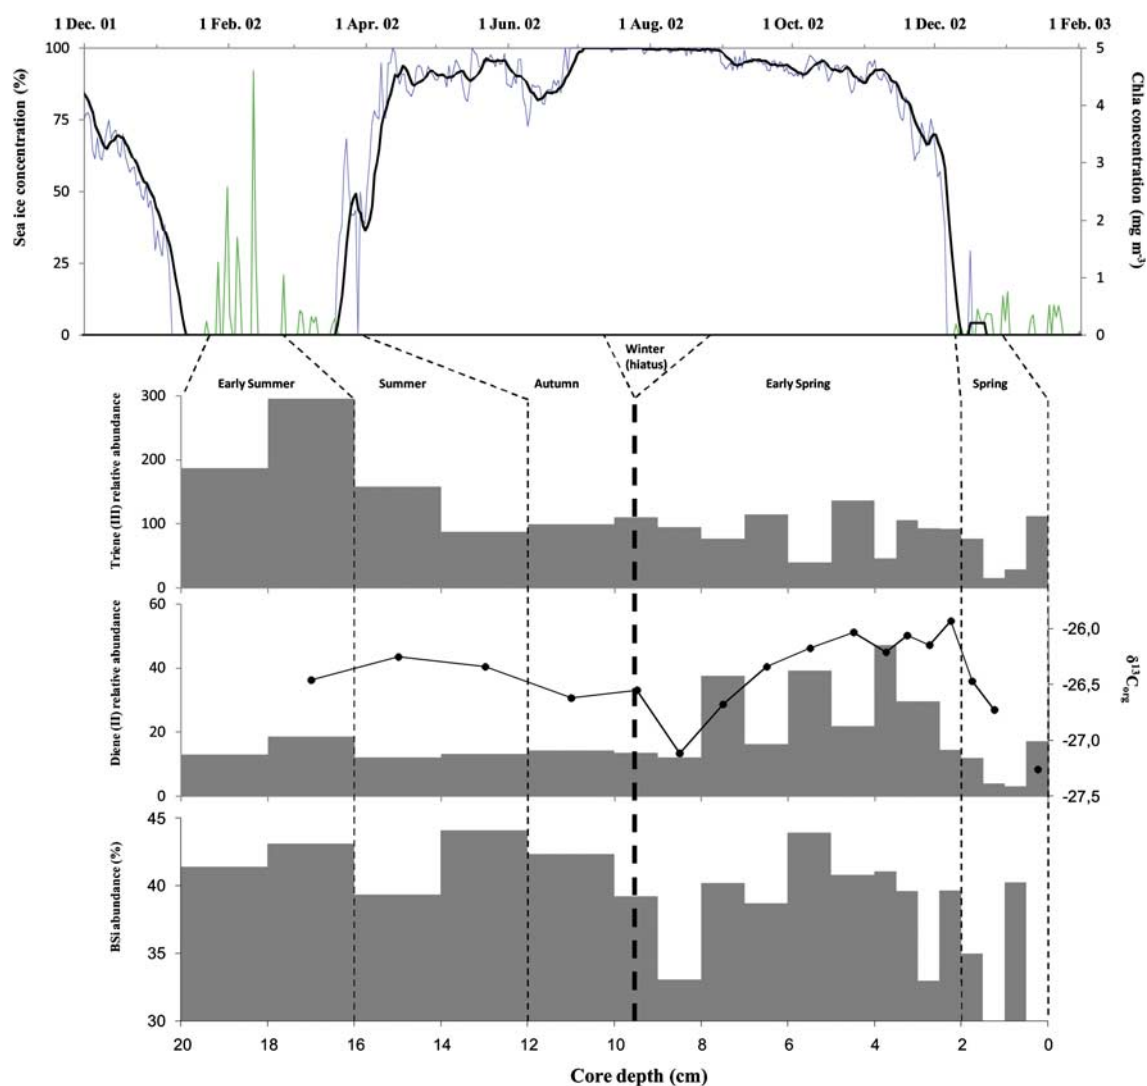 1 Dec. 01 1 Feb. 02 1 Apr. 02 1 Jun. 02 1 Aug. 02 1 Oct. 02 1 Dec. 02 1 Feb. 03
Sea ice concentration (%)
100
75
50
25
0
5
4
3
2
1
0
Chla concentration (mg m⁻³)
Winter
(hiatus)
Early Summer Summer Autumn Early Spring Spring
Triene (III) relative abundance
300
200
100
0
Diene (II) relative abundance
60
40
20
0
-26,0
-26,5
-27,0
-27,5
δ¹³Corg
BSi abundance (%)
45
40
35
30
20 18 16 14 12 10 8 6 4 2 0
Core depth (cm)